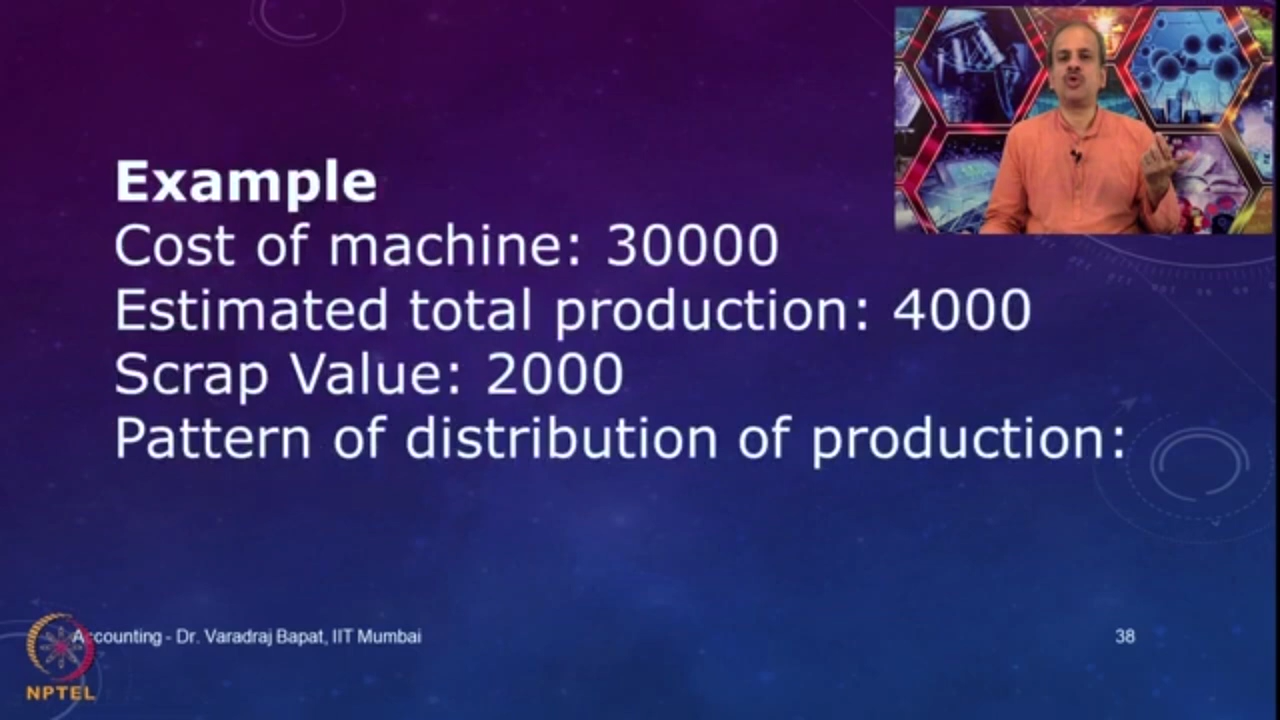 Example
Cost of machine: 30000
Estimated total production: 4000
Scrap Value: 2000
Pattern of distribution of production:
Accounting - Dr. Varadraj Bapat, IIT Mumbai
38
NPTEL